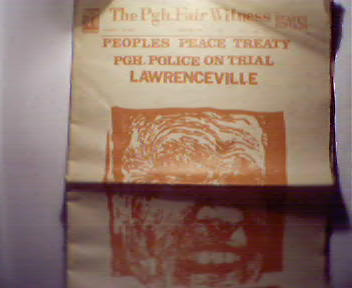 The Pgh. Fair Witness
PEOPLES PEACE TREATY
PGH. POLICE ON TRIAL
LAWRENCEVILLE